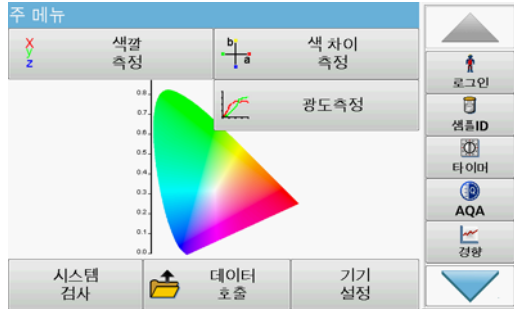 주 메뉴
X
Y
Z
색깔
측정
b
a
색 차이
측정
광도측정
0.8
0.7
0.6
0.5
0.4
0.3
0.2
0.1
0.0
시스템
검사
데이터
호출
기기
설정
로그인
샘플ID
타이머
AQA
경향